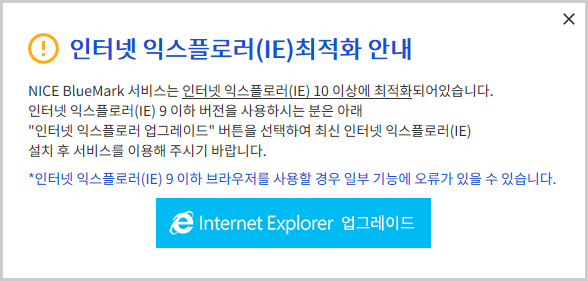 인터넷 익스플로러(IE)최적화 안내
NICE BlueMark 서비스는 인터넷 익스플로러(IE) 10 이상에 최적화되어있습니다.
인터넷 익스플로러(IE) 9 이하 버전을 사용하시는 분은 아래
"인터넷 익스플로러 업그레이드" 버튼을 선택하여 최신 인터넷 익스플로러(IE)
설치 후 서비스를 이용해 주시기 바랍니다.
*인터넷 익스플로러(IE) 9 이하 브라우저를 사용할 경우 일부 기능에 오류가 있을 수 있습니다.
Internet Explorer 업그레이드